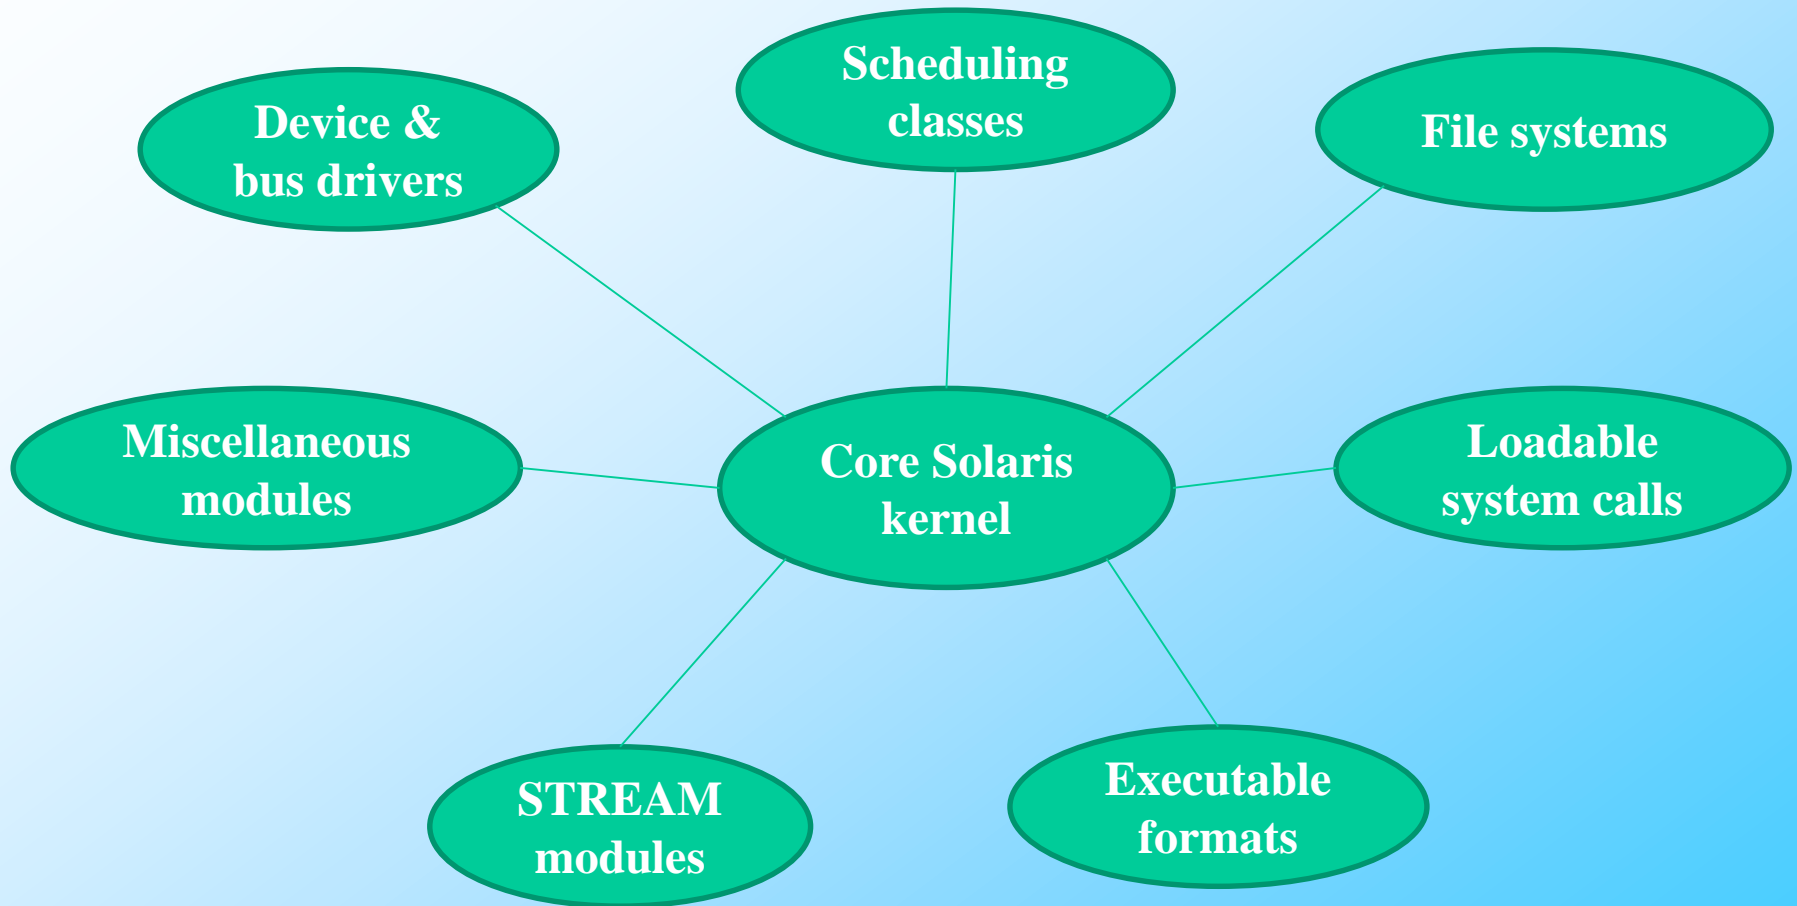 Scheduling
classes
Device &
bus drivers
File systems
Miscellaneous
modules
Core Solaris
kernel
Loadable
system calls
STREAM
modules
Executable
formats